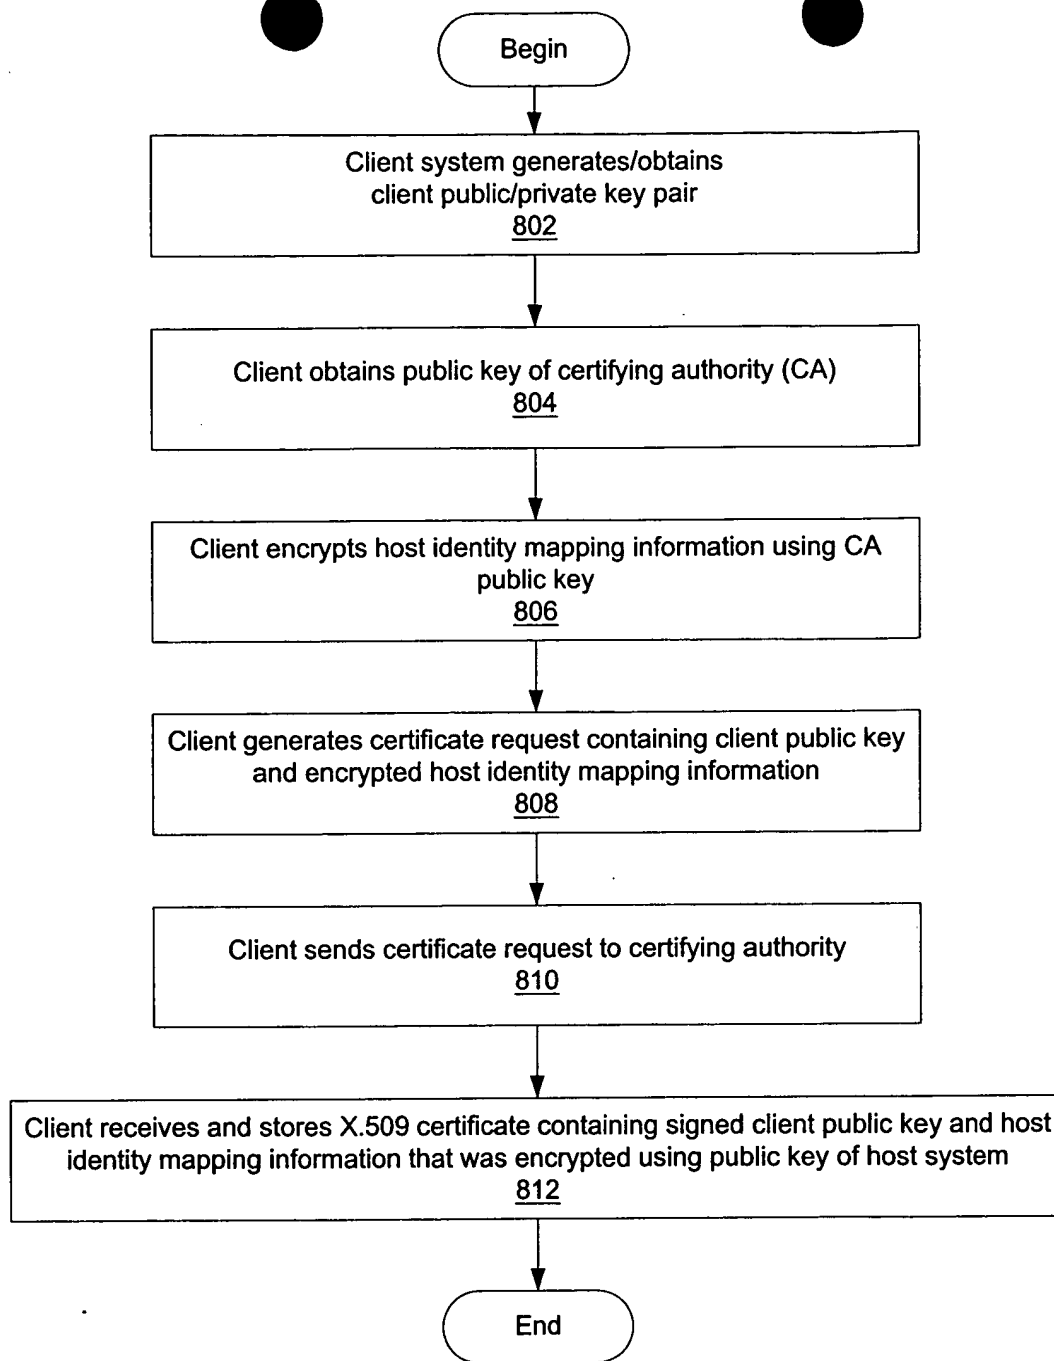 Begin
Client system generates/obtains
client public/private key pair
802
Client obtains public key of certifying authority (CA)
804
Client encrypts host identity mapping information using CA
public key
806
Client generates certificate request containing client public key
and encrypted host identity mapping information
808
Client sends certificate request to certifying authority
810
Client receives and stores X.509 certificate containing signed client public key and host
identity mapping information that was encrypted using public key of host system
812
End